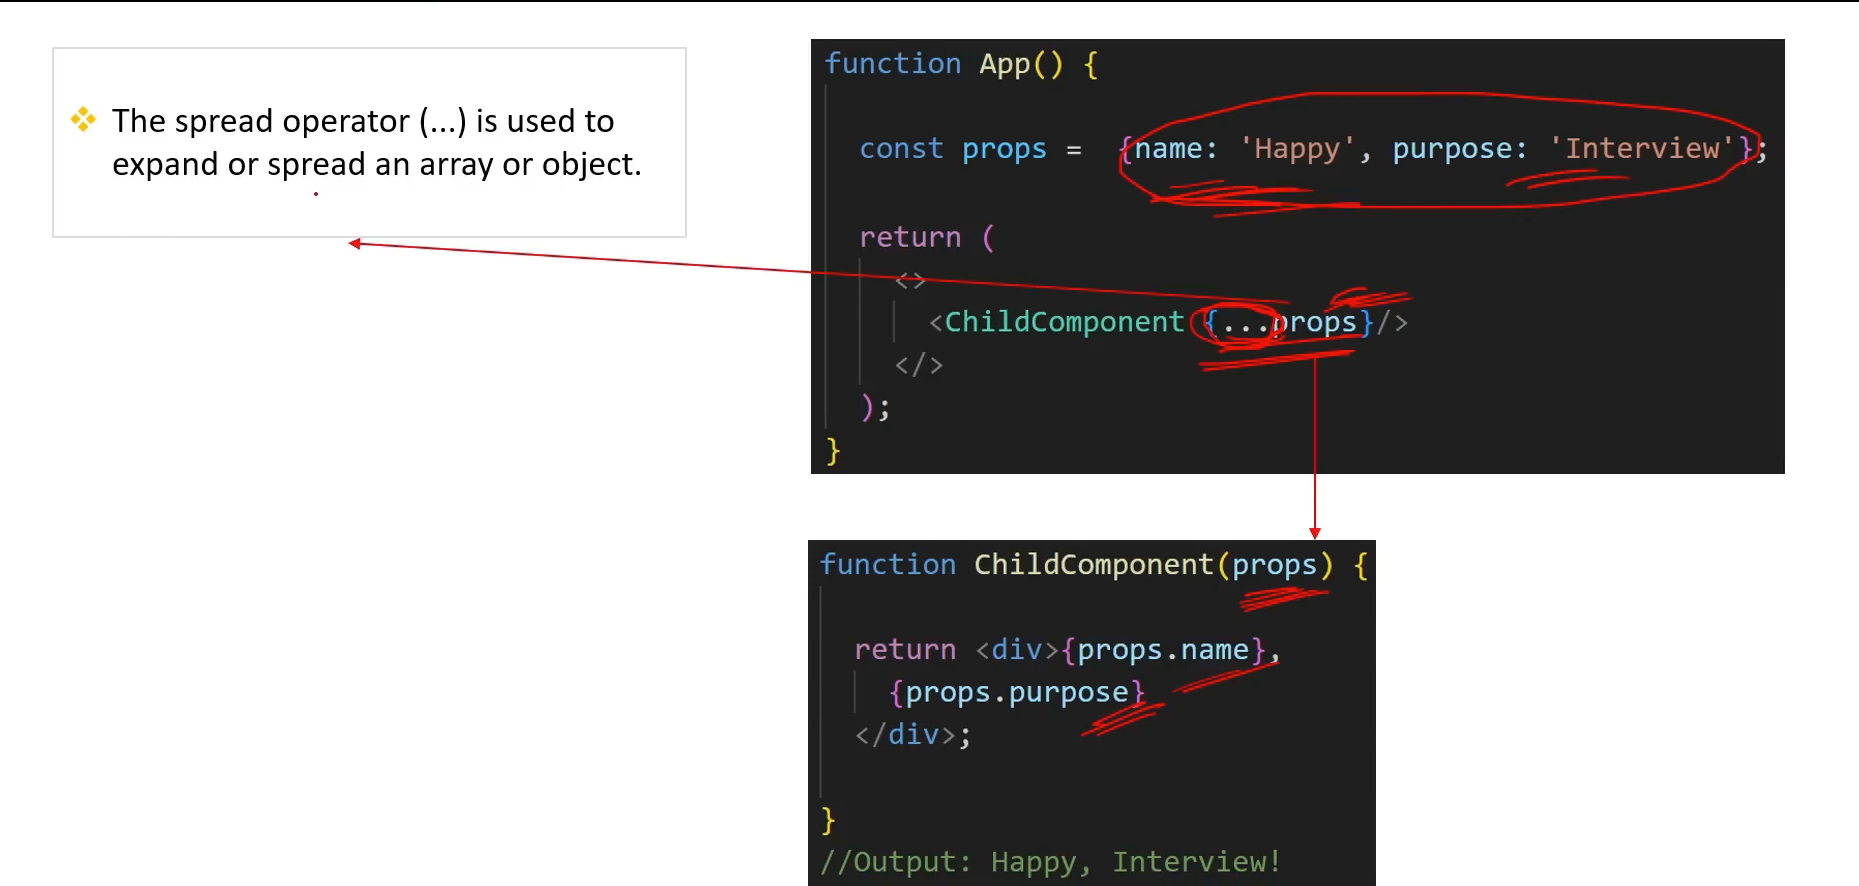 The spread operator (...) is used to
expand or spread an array or object.
function App() {
const props = {name: 'Happy', purpose: 'Interview'};
return (
<>
<ChildComponent {...props}/>
</>
);
}
function ChildComponent(props) {
return <div>{props.name},
{props.purpose}
</div>;
}
//Output: Happy, Interview!